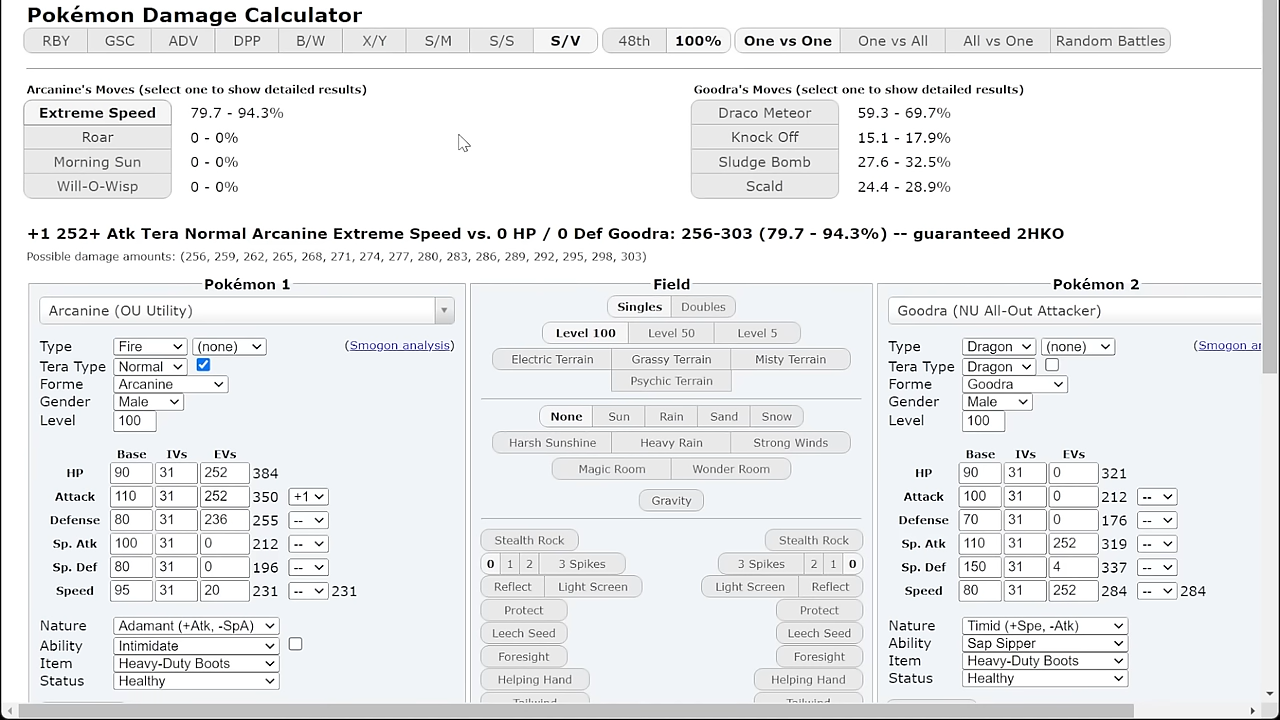 Pokémon Damage Calculator
RBY GSC ADV DPP B/W X/Y S/M S/S S/V 48th 100% One vs One One vs All All vs One Random Battles
Arcanine's Moves (select one to show detailed results)
Extreme Speed 79.7 - 94.3%
Roar 0 - 0%
Morning Sun 0 - 0%
Will-O-Wisp 0 - 0%
Goodra's Moves (select one to show detailed results)
Draco Meteor 59.3 - 69.7%
Knock Off 15.1 - 17.9%
Sludge Bomb 27.6 - 32.5%
Scald 24.4 - 28.9%
+1 252+ Atk Tera Normal Arcanine Extreme Speed vs. 0 HP / 0 Def Goodra: 256-303 (79.7 - 94.3%) -- guaranteed 2HKO
Possible damage amounts: (256, 259, 262, 265, 268, 271, 274, 277, 280, 283, 286, 289, 292, 295, 298, 303)
Pokémon 1
Arcanine (OU Utility)
Type Fire (none) (Smogon analysis)
Tera Type Normal
Forme Arcanine
Gender Male
Level 100
Base IVs EVs
HP 90 31 252 384
Attack 110 31 252 350 +1
Defense 80 31 236 255 --
Sp. Atk 100 31 0 212 --
Sp. Def 80 31 0 196 --
Speed 95 31 20 231 -- 231
Nature Adamant (+Atk, -SpA)
Ability Intimidate
Item Heavy-Duty Boots
Status Healthy
Field
Singles Doubles
Level 100 Level 50 Level 5
Electric Terrain Grassy Terrain Misty Terrain
Psychic Terrain
None Sun Rain Sand Snow
Harsh Sunshine Heavy Rain Strong Winds
Magic Room Wonder Room
Gravity
Stealth Rock Stealth Rock
0 1 2 3 Spikes 3 Spikes 2 1 0
Reflect Light Screen Light Screen Reflect
Protect Protect
Leech Seed Leech Seed
Foresight Foresight
Helping Hand Helping Hand
Tailwind Tailwind
Pokémon 2
Goodra (NU All-Out Attacker)
Type Dragon (none) (Smogon ar
Tera Type Dragon
Forme Goodra
Gender Male
Level 100
Base IVs EVs
HP 90 31 0 321
Attack 100 31 0 212 --
Defense 70 31 0 176 --
Sp. Atk 110 31 252 319 --
Sp. Def 150 31 4 337 --
Speed 80 31 252 284 -- 284
Nature Timid (+Spe, -Atk)
Ability Sap Sipper
Item Heavy-Duty Boots
Status Healthy